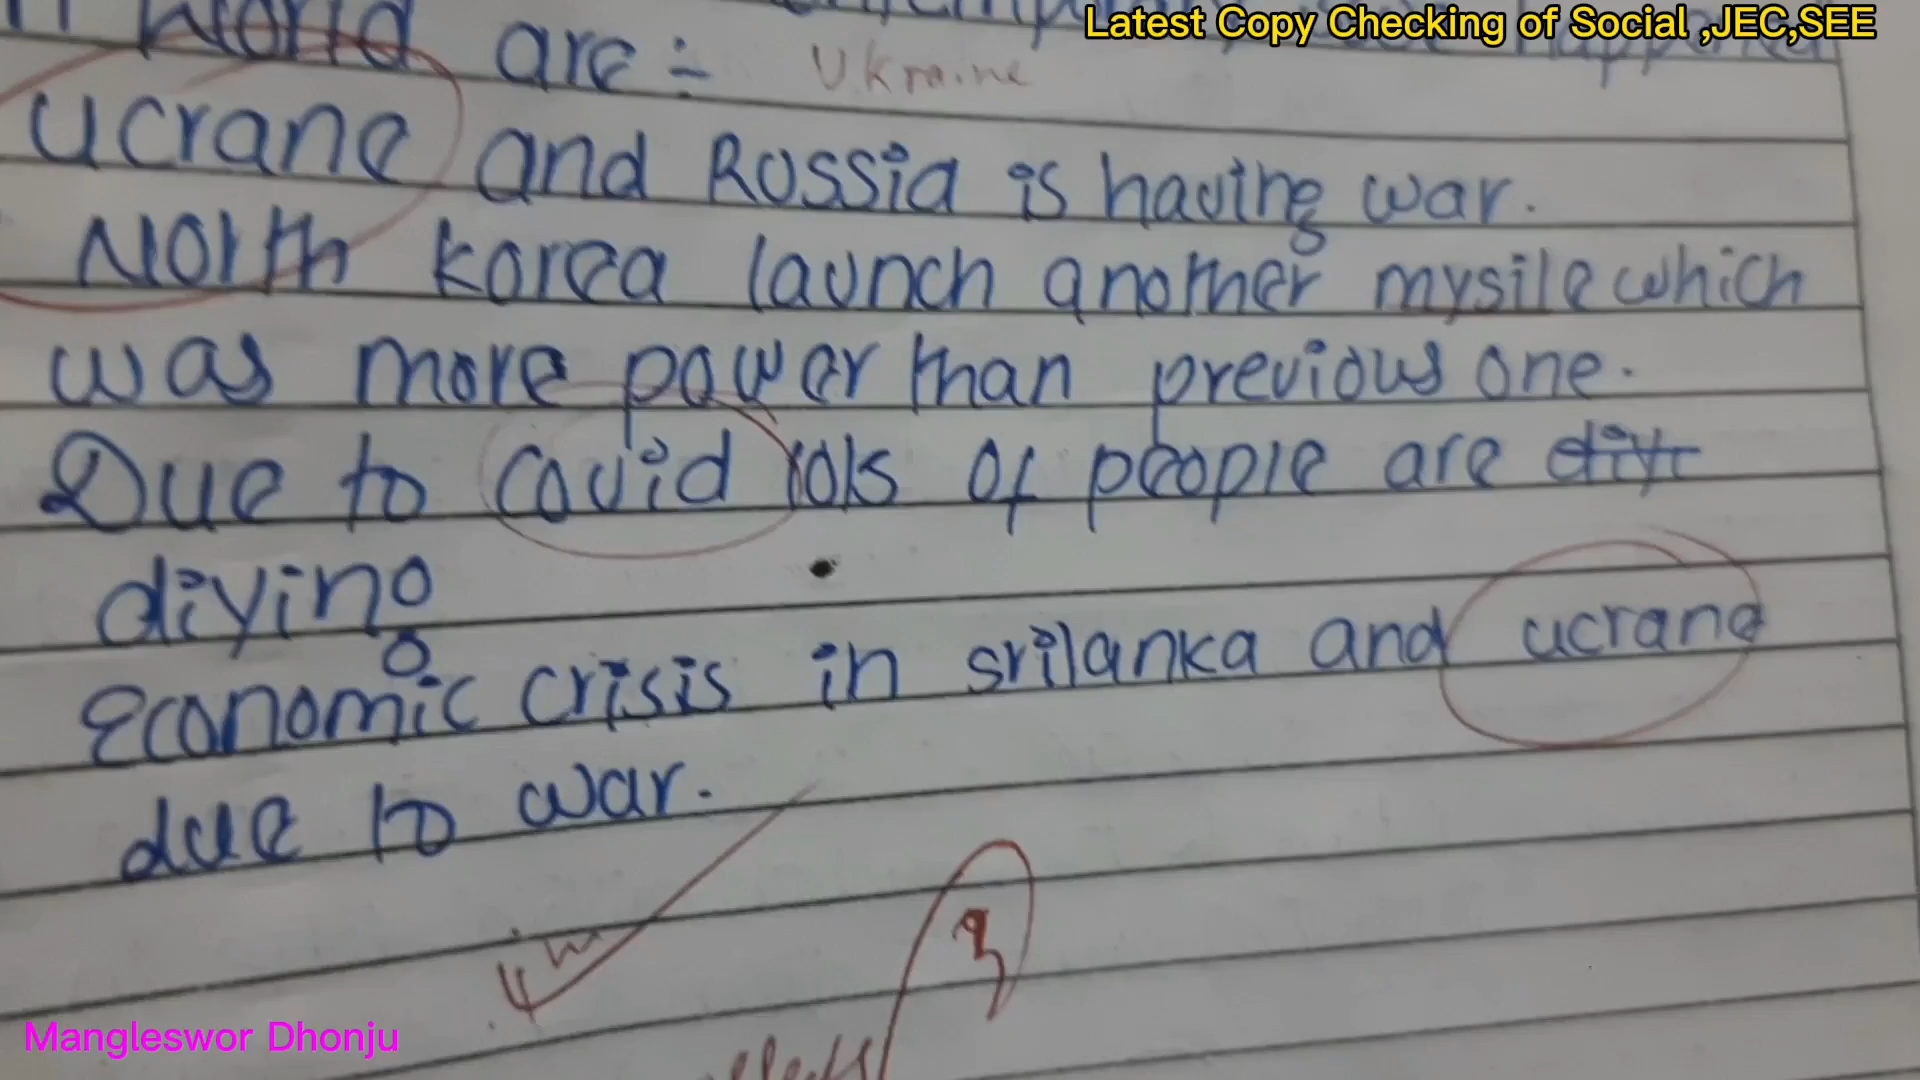 Latest Copy Checking of Social ,JEC,SEE
World are :-
Ukraine
ucrane and Russia is having war.
North Korea launch another mysile which
was more power than previous one.
Due to Covid lots of people are
diying
Economic crisis in srilanka and ucrane
due to war.
Mangleswor Dhonju